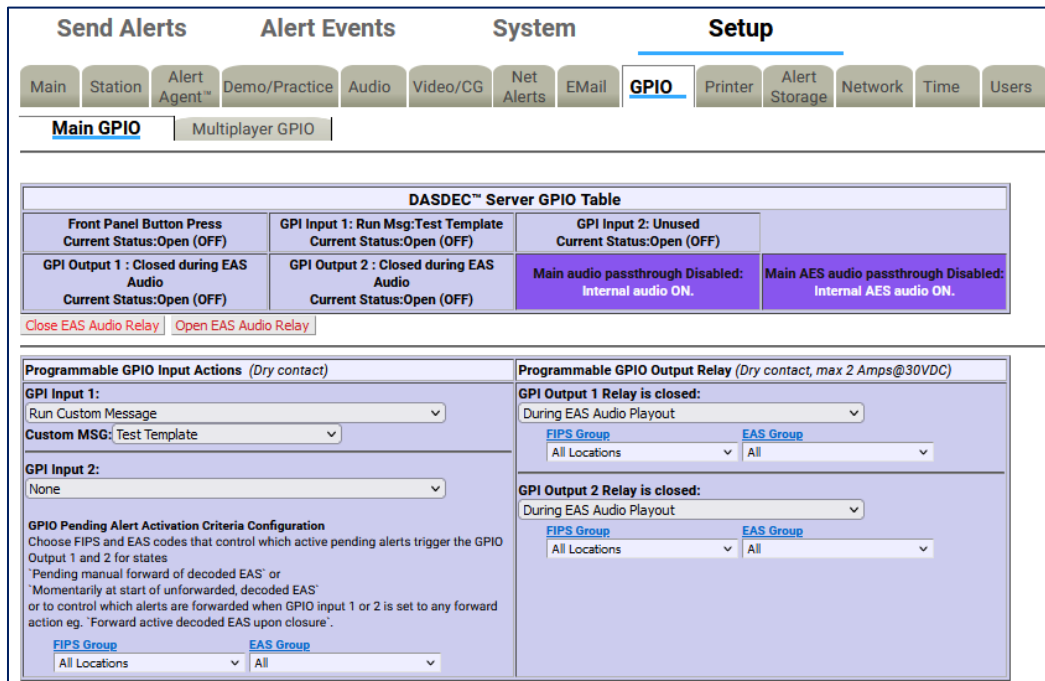 Send Alerts Alert Events System Setup
Main Station Alert Agent™ Demo/Practice Audio Video/CG Net Alerts EMail GPIO Printer Alert Storage Network Time Users
Main GPIO Multiplayer GPIO
DASDEC™ Server GPIO Table
Front Panel Button Press
Current Status:Open (OFF)
GPI Input 1: Run Msg:Test Template
Current Status:Open (OFF)
GPI Input 2: Unused
Current Status:Open (OFF)
GPI Output 1 : Closed during EAS
Audio
Current Status:Open (OFF)
GPI Output 2 : Closed during EAS
Audio
Current Status:Open (OFF)
Main audio passthrough Disabled:
Internal audio ON.
Main AES audio passthrough Disabled:
Internal AES audio ON.
Close EAS Audio Relay Open EAS Audio Relay
Programmable GPIO Input Actions (Dry contact)
GPI Input 1:
Run Custom Message
Custom MSG: Test Template
GPI Input 2:
None
GPIO Pending Alert Activation Criteria Configuration
Choose FIPS and EAS codes that control which active pending alerts trigger the GPIO
Output 1 and 2 for states
`Pending manual forward of decoded EAS` or
`Momentarily at start of unforwarded, decoded EAS`
or to control which alerts are forwarded when GPIO input 1 or 2 is set to any forward
action eg. `Forward active decoded EAS upon closure`.
FIPS Group EAS Group
All Locations All
Programmable GPIO Output Relay (Dry contact, max 2 Amps@30VDC)
GPI Output 1 Relay is closed:
During EAS Audio Playout
FIPS Group EAS Group
All Locations All
GPI Output 2 Relay is closed:
During EAS Audio Playout
FIPS Group EAS Group
All Locations All